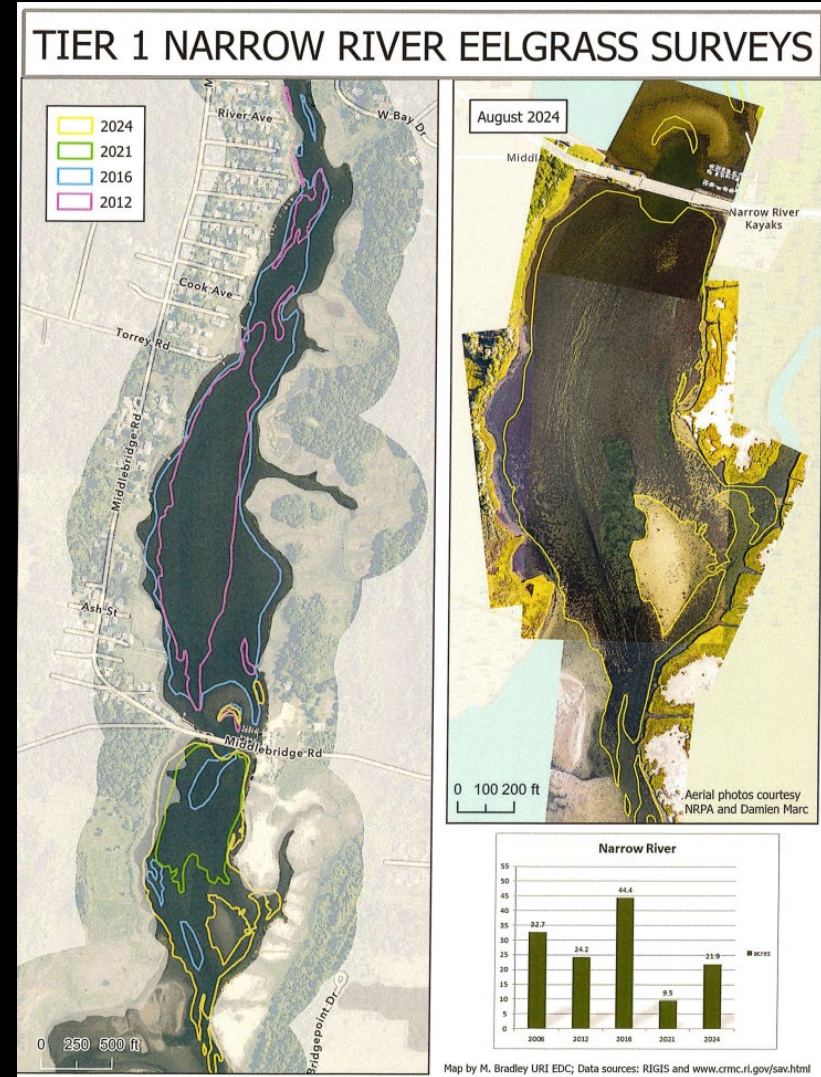 TIER 1 NARROW RIVER EELGRASS SURVEYS
2024
2021
2016
2012
River Ave
W Bay Dr
Cook Ave
Torrey Rd
Middlebridge Rd
Ash St
Middlebridge Rd
Bridgepoint Dr
0 250 500 ft
August 2024
Middl
Narrow River
Kayaks
0 100 200 ft
Aerial photos courtesy
NRPA and Damien Marc
Narrow River
55
50
45
40
35
30
25
20
15
10
5
0
32.7
24.2
44.4
9.5
21.9
acres
2006 2012 2016 2021 2024
Map by M. Bradley URI EDC; Data sources: RIGIS and www.crmc.ri.gov/sav.html